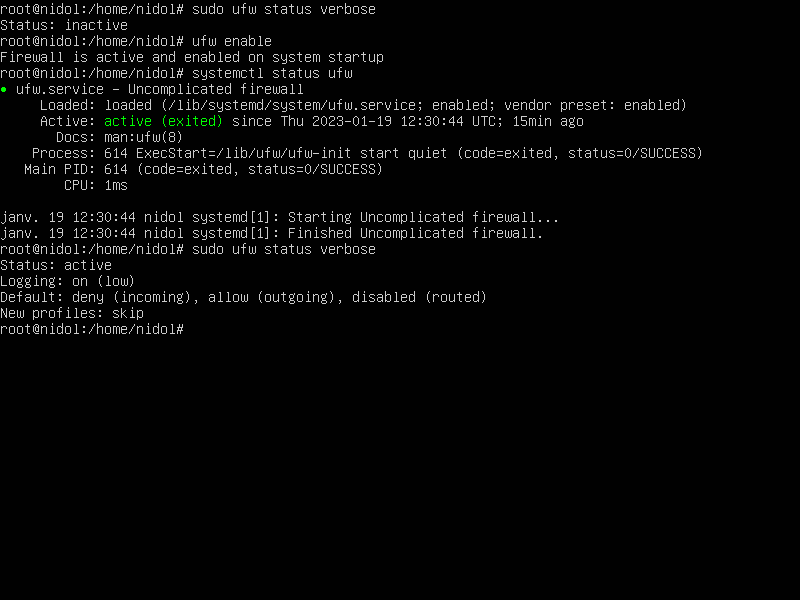 root@nidol:/home/nidol# sudo ufw status verbose
Status: inactive
root@nidol:/home/nidol# ufw enable
Firewall is active and enabled on system startup
root@nidol:/home/nidol# systemctl status ufw
● ufw.service - Uncomplicated firewall
     Loaded: loaded (/lib/systemd/system/ufw.service; enabled; vendor preset: enabled)
     Active: active (exited) since Thu 2023-01-19 12:30:44 UTC; 15min ago
       Docs: man:ufw(8)
    Process: 614 ExecStart=/lib/ufw/ufw-init start quiet (code=exited, status=0/SUCCESS)
   Main PID: 614 (code=exited, status=0/SUCCESS)
        CPU: 1ms
janv. 19 12:30:44 nidol systemd[1]: Starting Uncomplicated firewall...
janv. 19 12:30:44 nidol systemd[1]: Finished Uncomplicated firewall.
root@nidol:/home/nidol# sudo ufw status verbose
Status: active
Logging: on (low)
Default: deny (incoming), allow (outgoing), disabled (routed)
New profiles: skip
root@nidol:/home/nidol#